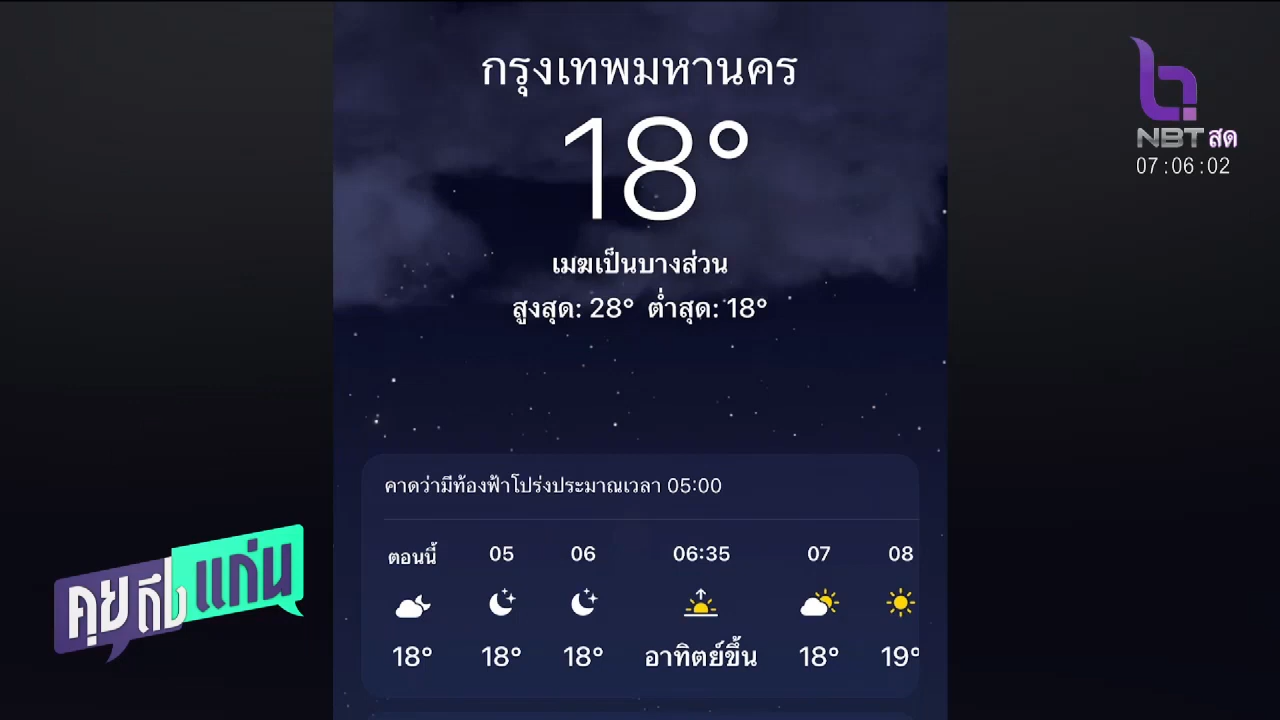 กรุงเทพมหานคร
18°
เมฆเป็นบางส่วน
สูงสุด: 28° ต่ำสุด: 18°
คาดว่ามีท้องฟ้าโปร่งประมาณเวลา 05:00
ตอนนี้ 05 06 06:35 07 08
18° 18° 18° อาทิตย์ขึ้น 18° 19°
NBT สด
07:06:02
คุยถึงแก่น